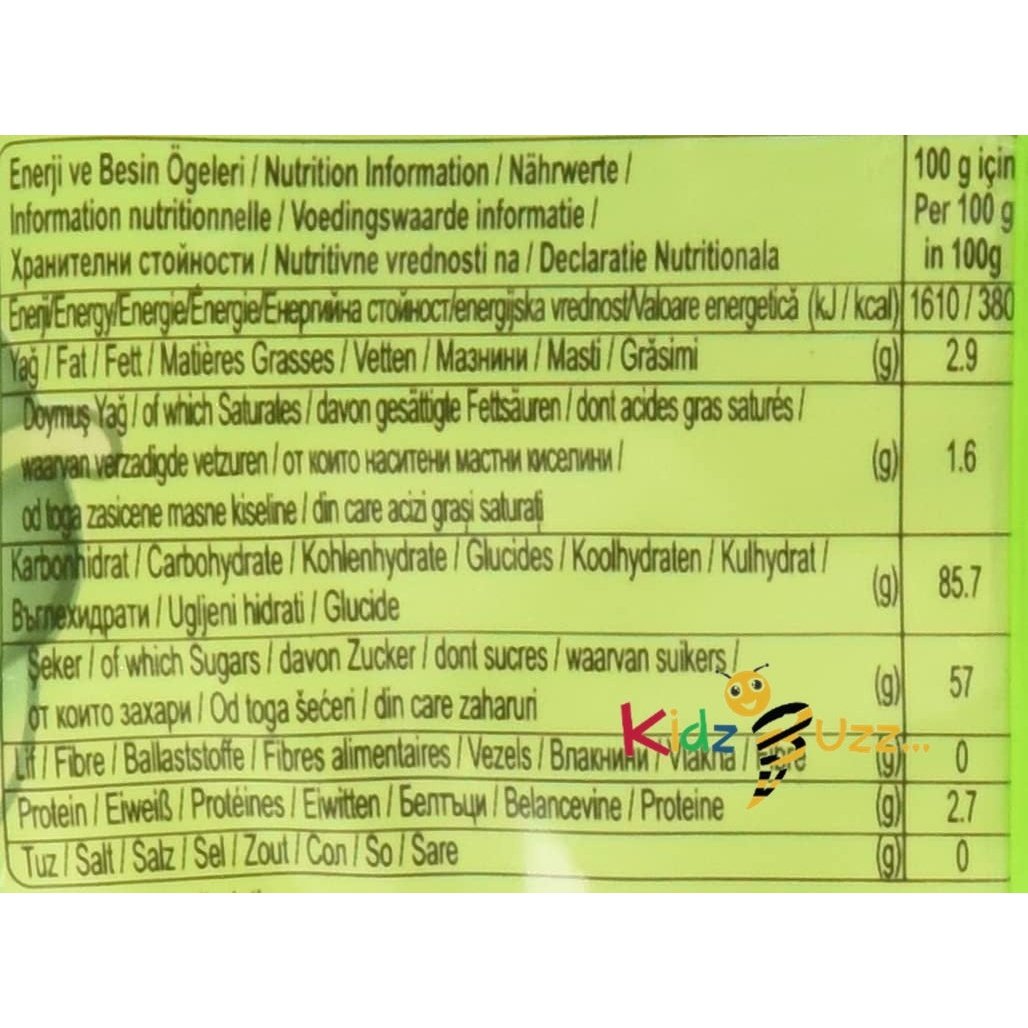 Enerji ve Besin Ögeleri / Nutrition Information / Nährwerte / 100 g için
Information nutritionnelle / Voedingswaarde informatie / Per 100 g
Хранителни стойности / Nutritivne vrednosti na / Declaratie Nutritionala in 100g
Enerji/Energy/Energie/Énergie/Енергийна стойност/energijska vrednost/Valoare energetică (kJ / kcal) 1610 / 380
Yağ / Fat / Fett / Matières Grasses / Vetten / Мазнини / Masti / Grăsimi (g) 2.9
Doymuş Yağ / of which Saturales / davon gesättigle Fettsäuren / dont acides gras saturés /
waarvan verzadigde vetzuren / от които наситени мастни киселини / (g) 1.6
od toga zasicene masne kiseline / din care acizi grași saturați
Karbonhidrat / Carbohydrate / Kohlenhydrate / Glucides / Koolhydraten / Kulhydrat / (g) 85.7
Въглехидрати / Ugljeni hidrati / Glucide
Şeker / of which Sugars / davon Zucker / dont sucres / waarvan suikers / (g) 57
от които захари / Od toga šećeri / din care zaharuri
Kidz Buzz...
Lif / Fibre / Ballaststoffe / Fibres alimentaires / Vezels / Влакнини / Vlakna / Fibre (g) 0
Protein / Eiweiß / Protéines / Eiwitten / Белтъци / Belancevine / Proteine (g) 2.7
Tuz / Salt / Salz / Sel / Zout / Сол / So / Sare (g) 0